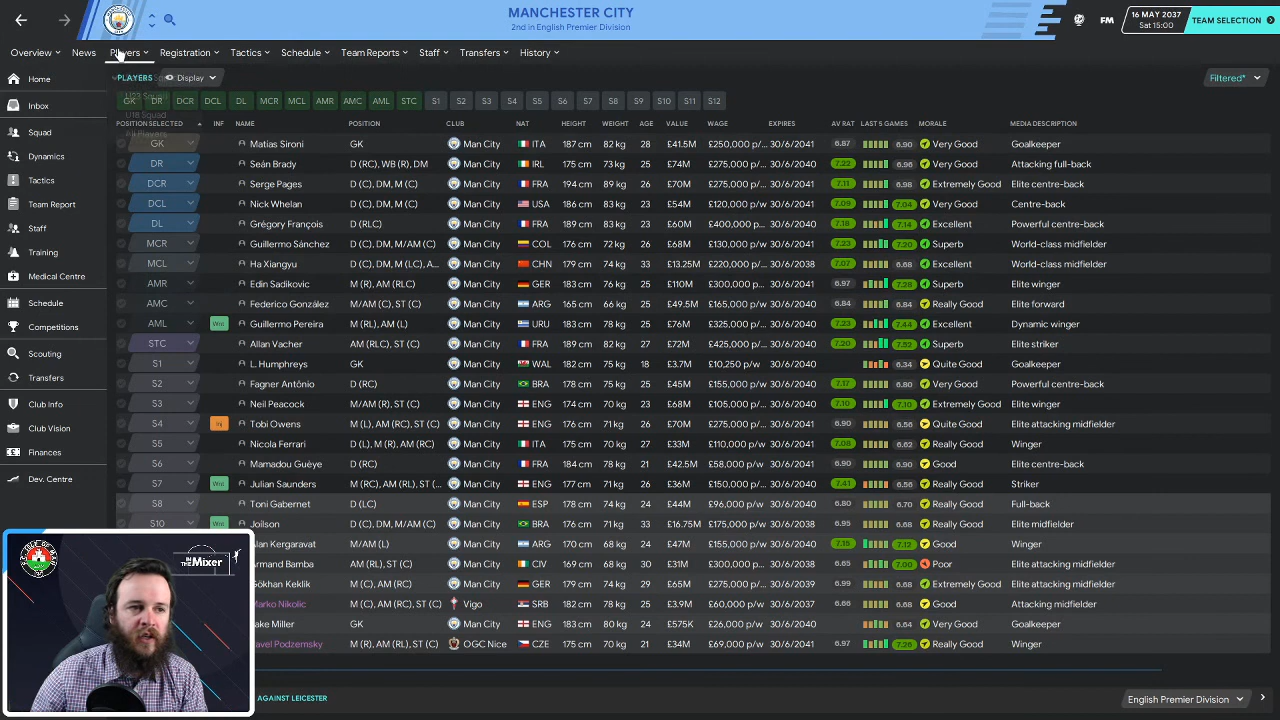 MANCHESTER CITY
2nd in English Premier Division
FM
16 MAY 2037
Sat 15:00
TEAM SELECTION
Overview News Players Registration Tactics Schedule Team Reports Staff Transfers History
Home
Inbox
Squad
Dynamics
Tactics
Team Report
Staff
Training
Medical Centre
Schedule
Competitions
Scouting
Transfers
Club Info
Club Vision
Finances
Dev. Centre
PLAYERS Display Filtered*
U18 Squad
All Players
GK DR DCR DCL DL MCR MCL AMR AMC AML STC S1 S2 S3 S4 S5 S6 S7 S8 S9 S10 S11 S12
POSITION SELECTED INF NAME POSITION CLUB NAT HEIGHT WEIGHT AGE VALUE WAGE EXPIRES AV RAT LAST 5 GAMES MORALE MEDIA DESCRIPTION
GK Matías Sironi GK Man City ITA 187 cm 82 kg 28 £41.5M £250,000 p/w... 30/6/2041 6.87 6.90 Very Good Goalkeeper
DR Seán Brady D (RC), WB (R), DM Man City IRL 175 cm 73 kg 25 £74M £275,000 p/... 30/6/2041 7.22 6.96 Very Good Attacking full-back
DCR Serge Pages D (C), DM, M (C) Man City FRA 194 cm 89 kg 26 £70M £275,000 p/... 30/6/2041 7.11 6.98 Extremely Good Elite centre-back
DCL Nick Whelan D (C) Man City USA 186 cm 83 kg 23 £54M £120,000 p/w 30/6/2041 7.09 7.04 Very Good Centre-back
DL Grégory François D (RLC) Man City FRA 189 cm 83 kg 23 £60M £400,000 p/... 30/6/2041 7.18 7.14 Excellent Powerful centre-back
MCR Guillermo Sánchez D (C), DM, M/AM (C) Man City COL 176 cm 72 kg 26 £68M £130,000 p/w 30/6/2041 7.23 7.20 Superb World-class midfielder
MCL Ha Xiangyu D (C), DM, M (LC), A... Man City CHN 179 cm 74 kg 33 £13.25M £220,000 p/... 30/6/2038 7.07 6.68 Excellent World-class midfielder
AMR Edin Sadikovic M (R), AM (RLC) Man City GER 183 cm 76 kg 25 £110M £300,000 p/... 30/6/2040 6.97 7.28 Superb Elite winger
AMC Federico González M/AM (C), ST (C) Man City ARG 165 cm 66 kg 24 £49.5M £165,000 p/w 30/6/2040 6.84 6.84 Really Good Elite forward
AML Wnt Guillermo Pereira M (RL), AM (L) Man City URU 183 cm 78 kg 25 £76M £325,000 p/w 30/6/2040 7.23 7.44 Excellent Dynamic winger
STC Allan Vacher AM (RLC), ST (C) Man City FRA 189 cm 82 kg 27 £72M £425,000 p/w 30/6/2040 7.20 7.52 Superb Elite striker
S1 L. Humphreys GK Man City WAL 182 cm 75 kg 18 £3.7M £10,250 p/w 30/6/2040 6.34 Quite Good Goalkeeper
S2 Fagner António D (RC) Man City BRA 178 cm 75 kg 25 £45M £155,000 p/w 30/6/2040 7.17 6.80 Very Good Powerful centre-back
S3 Neil Peacock M/AM (R), ST (C) Man City ENG 174 cm 70 kg 23 £68M £105,000 p/w... 30/6/2040 7.10 7.10 Extremely Good Elite winger
S4 Inj Tobi Owens M (L), AM (RC), ST (C) Man City ENG 176 cm 71 kg 26 £70M £275,000 p/w 30/6/2041 6.90 6.56 Quite Good Elite attacking midfielder
S5 Nicola Ferrari D (L), M (R), AM (RC) Man City ITA 175 cm 70 kg 27 £33M £110,000 p/w 30/6/2041 7.08 6.62 Really Good Winger
S6 Mamadou Guèye D (RC) Man City FRA 184 cm 78 kg 21 £42.5M £58,000 p/w 30/6/2040 6.90 6.90 Good Elite centre-back
S7 Wnt Julian Saunders M (RC), AM (RL), ST (... Man City ENG 177 cm 71 kg 26 £36M £150,000 p/w 30/6/2041 7.41 6.56 Really Good Striker
S8 Toni Gabernet D (LC) Man City ESP 178 cm 74 kg 24 £44M £96,000 p/w 30/6/2041 6.80 6.70 Really Good Full-back
S10 Wnt Joilson D (C), DM, M/AM (C) Man City BRA 176 cm 71 kg 29 £16.75M £175,000 p/w 30/6/2038 6.95 6.68 Really Good Elite midfielder
Kergaravat M/AM (L) Man City ARG 170 cm 68 kg 24 £47M £155,000 p/w 30/6/2040 7.15 7.12 Good Winger
Armand Bamba AM (RL), ST (C) Man City CIV 169 cm 68 kg 30 £31M £300,000 p/... 30/6/2038 6.65 7.00 Poor Elite attacking midfielder
Gökhan Keklik M (C), AM (RC) Man City GER 179 cm 74 kg 29 £65M £275,000 p/w 30/6/2039 6.99 6.68 Extremely Good Elite attacking midfielder
Marko Nikolic M (C), AM (RC), ST (C) Vigo SRB 182 cm 78 kg 25 £3.9M £60,000 p/w 30/6/2037 6.86 6.68 Good Attacking midfielder
ake Miller GK Man City ENG 183 cm 80 kg 24 £575K £26,000 p/w 30/6/2040 6.64 Very Good Goalkeeper
avel Podzemsky M (R), AM (RL), ST (C) OGC Nice CZE 175 cm 70 kg 21 £34M £69,000 p/w 30/6/2041 6.97 7.26 Really Good Winger
IN THE MIXER
AGAINST LEICESTER
English Premier Division